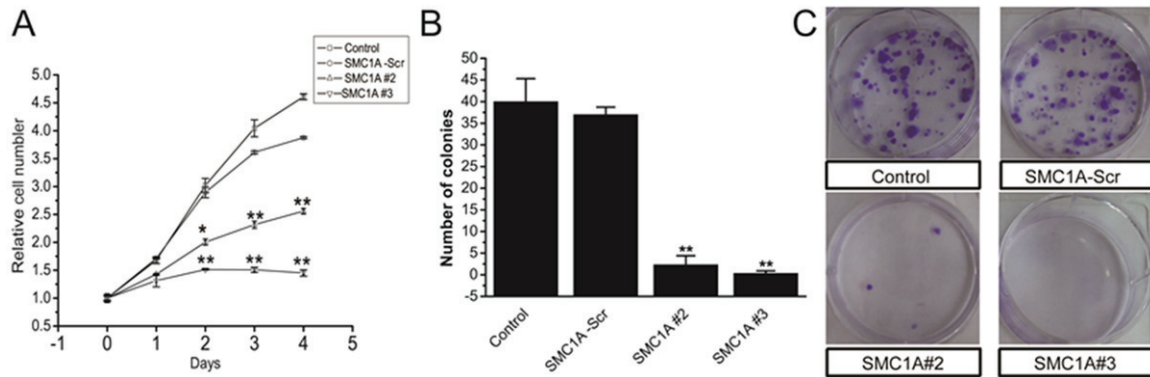 A
Control
SMC1A -Scr
SMC1A #2
SMC1A #3
Relative cell numbler
5.0
4.5
4.0
3.5
3.0
2.5
2.0
1.5
1.0
0.5
*
**
**
**
**
**
-1
0
1
2
3
4
5
Days
B
Number of colonies
50
45
40
35
30
25
20
15
10
5
0
-5
**
**
Control
SMC1A -Scr
SMC1A #2
SMC1A #3
C
Control
SMC1A-Scr
SMC1A#2
SMC1A#3